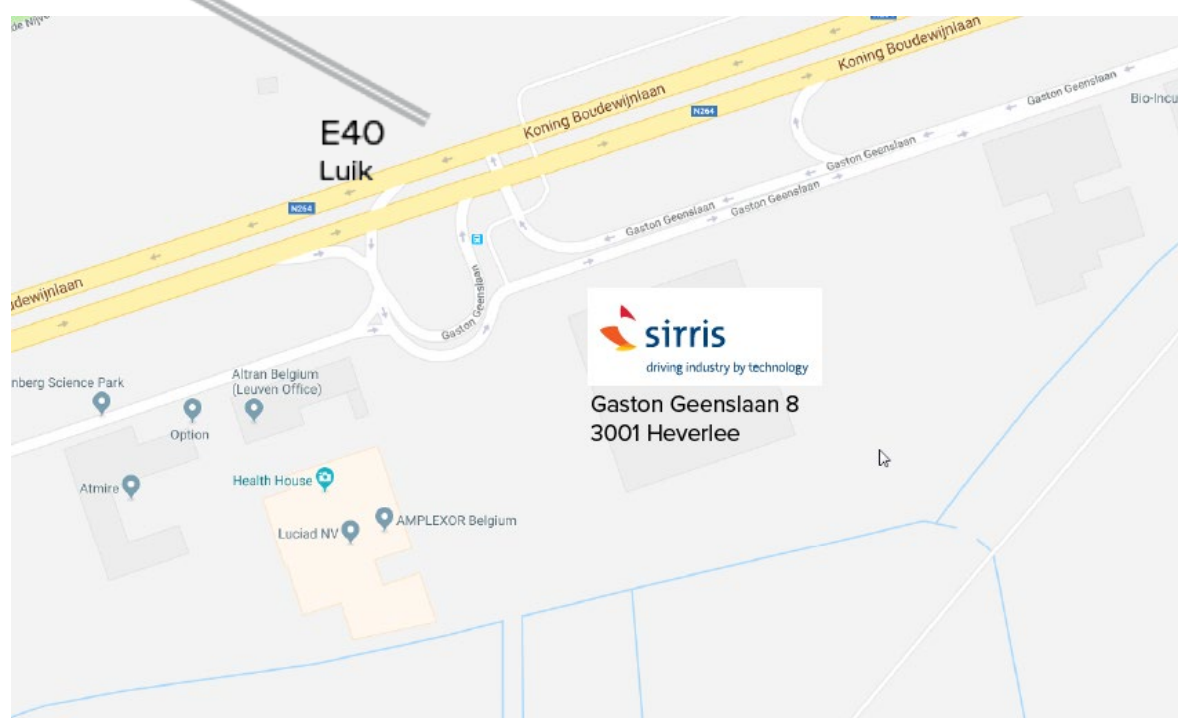 Koning Boudewijnlaan
Gaston Geenslaan
Bio-Incu
N264
Koning Boudewijnlaan
E40
Luik
Gaston Geenslaan
Gaston Geenslaan
Gaston Geenslaan
Gaston Geenslaan
N264
udewijnlaan
Gaston Geenslaan
sirris
driving industry by technology
Gaston Geenslaan 8
3001 Heverlee
nberg Science Park
Altran Belgium
(Leuven Office)
Option
Atmire
Health House
Luciad NV
AMPLEXOR Belgium